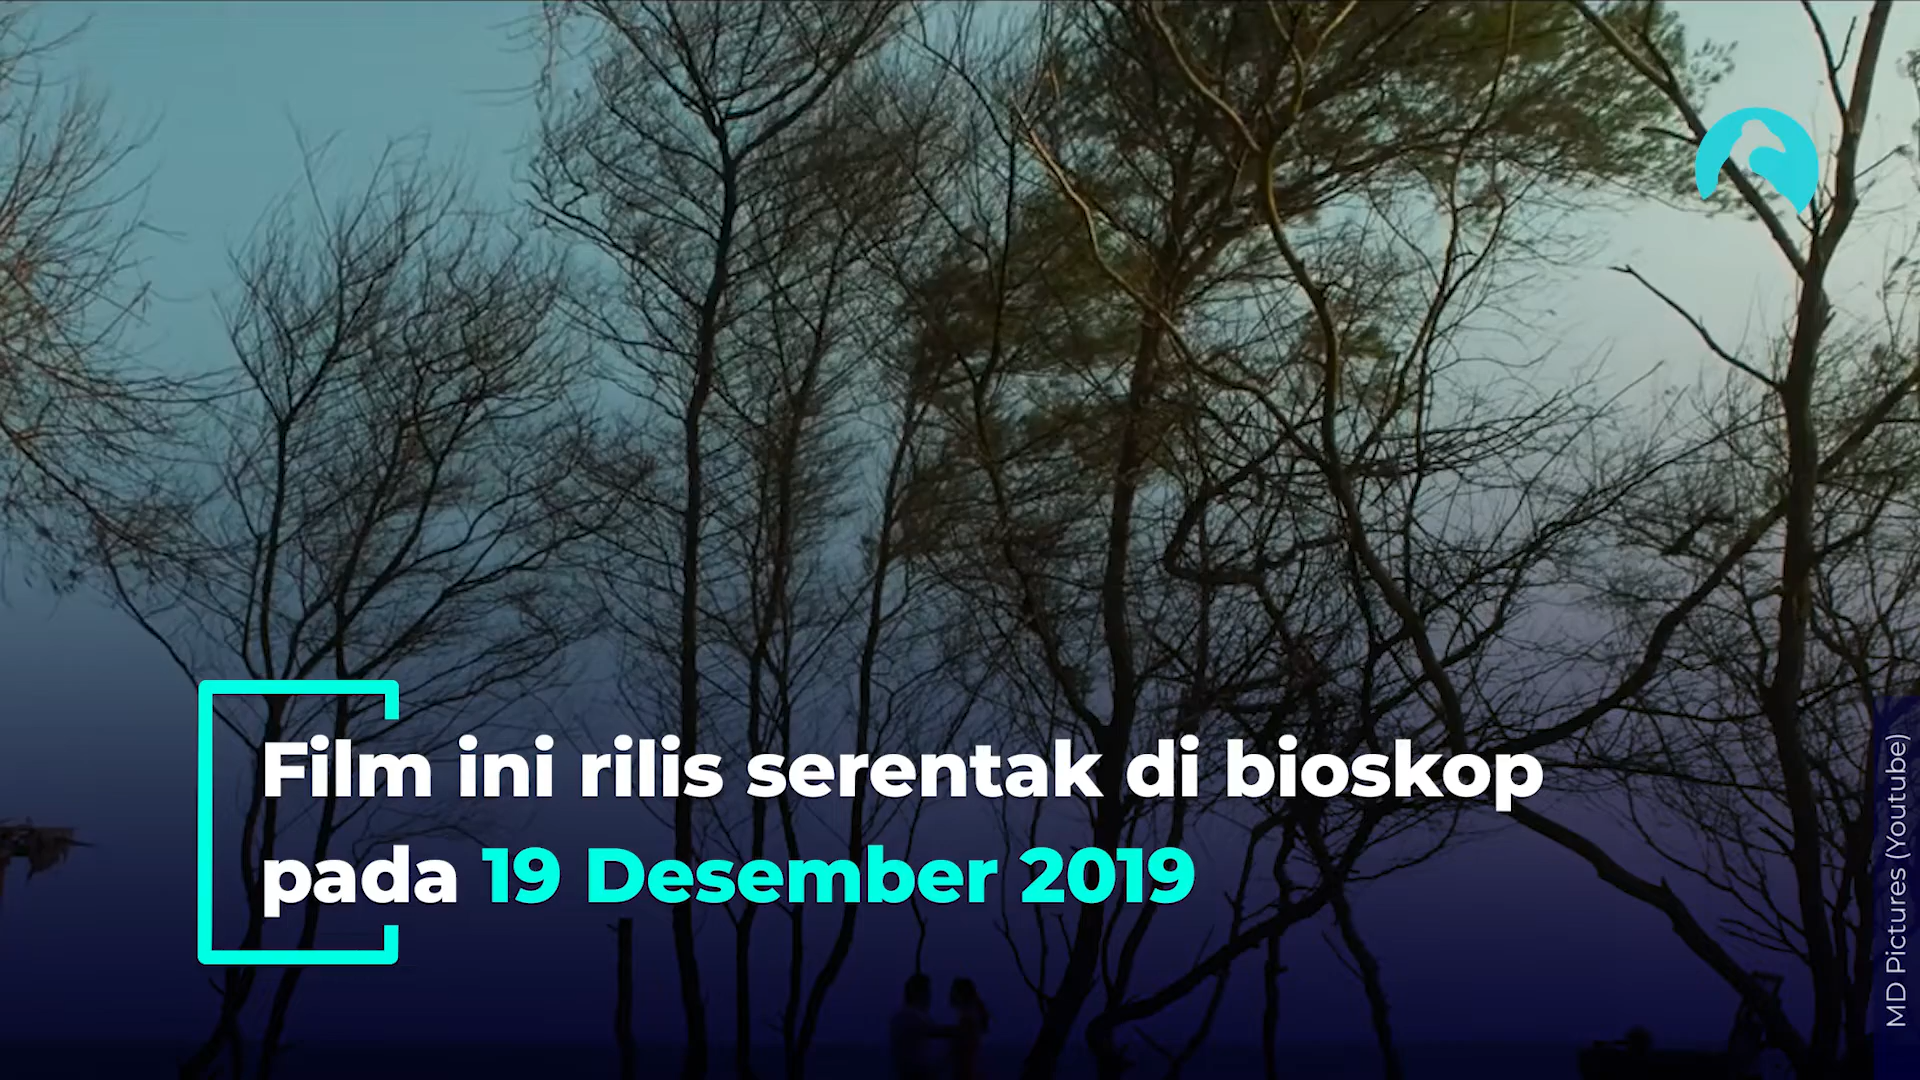 Film ini rilis serentak di bioskop
pada 19 Desember 2019
MD Pictures (Youtube)